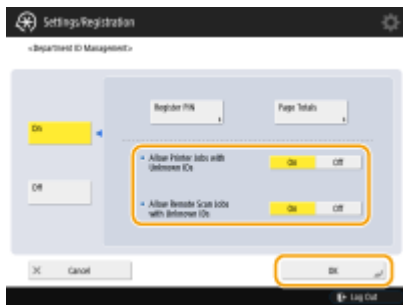 Settings/Registration
<Department ID Management>
Register PIN
Page Totals
On
Allow Printer Jobs with
Unknown IDs
On
Off
Off
Allow Remote Scan Jobs
with Unknown IDs
On
Off
Cancel
OK
Log Out